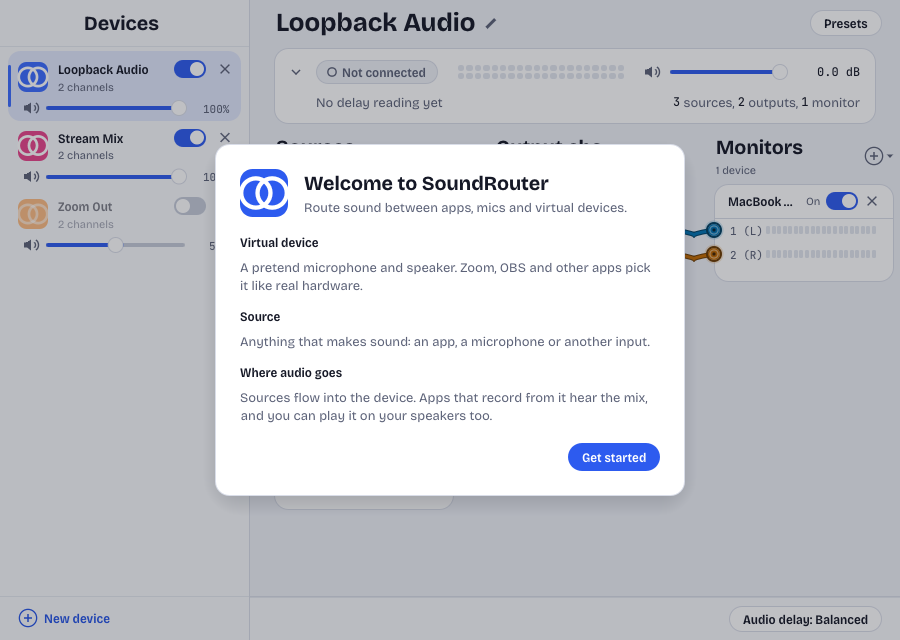 Devices
Loopback Audio
2 channels
100%
Stream Mix
2 channels
Zoom Out
2 channels
New device
Loopback Audio
Presets
Not connected
0.0 dB
No delay reading yet
3 sources, 2 outputs, 1 monitor
Monitors
1 device
MacBook ...
On
1 (L)
2 (R)
Welcome to SoundRouter
Route sound between apps, mics and virtual devices.
Virtual device
A pretend microphone and speaker. Zoom, OBS and other apps pick
it like real hardware.
Source
Anything that makes sound: an app, a microphone or another input.
Where audio goes
Sources flow into the device. Apps that record from it hear the mix,
and you can play it on your speakers too.
Get started
Audio delay: Balanced